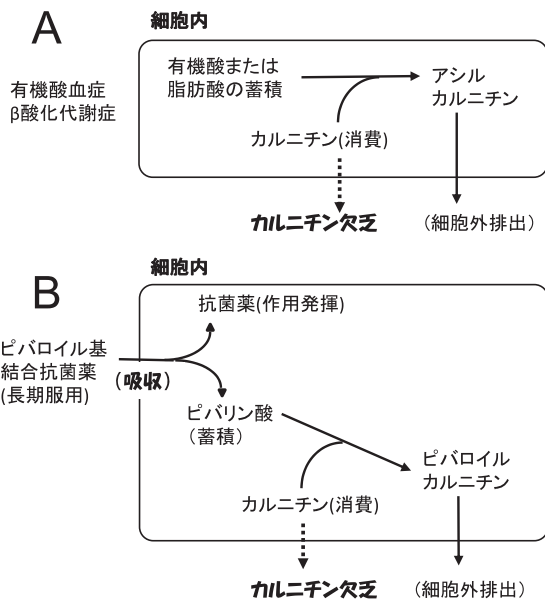 A
細胞内
有機酸血症
β酸化代謝症
有機酸または
脂肪酸の蓄積
アシル
カルニチン
カルニチン(消費)
カルニチン欠乏
（細胞外排出）
B
細胞内
抗菌薬(作用発揮)
ピバロイル基
結合抗菌薬
(長期服用)
（吸収）
ピバリン酸
（蓄積）
ピバロイル
カルニチン
カルニチン(消費)
カルニチン欠乏
（細胞外排出）